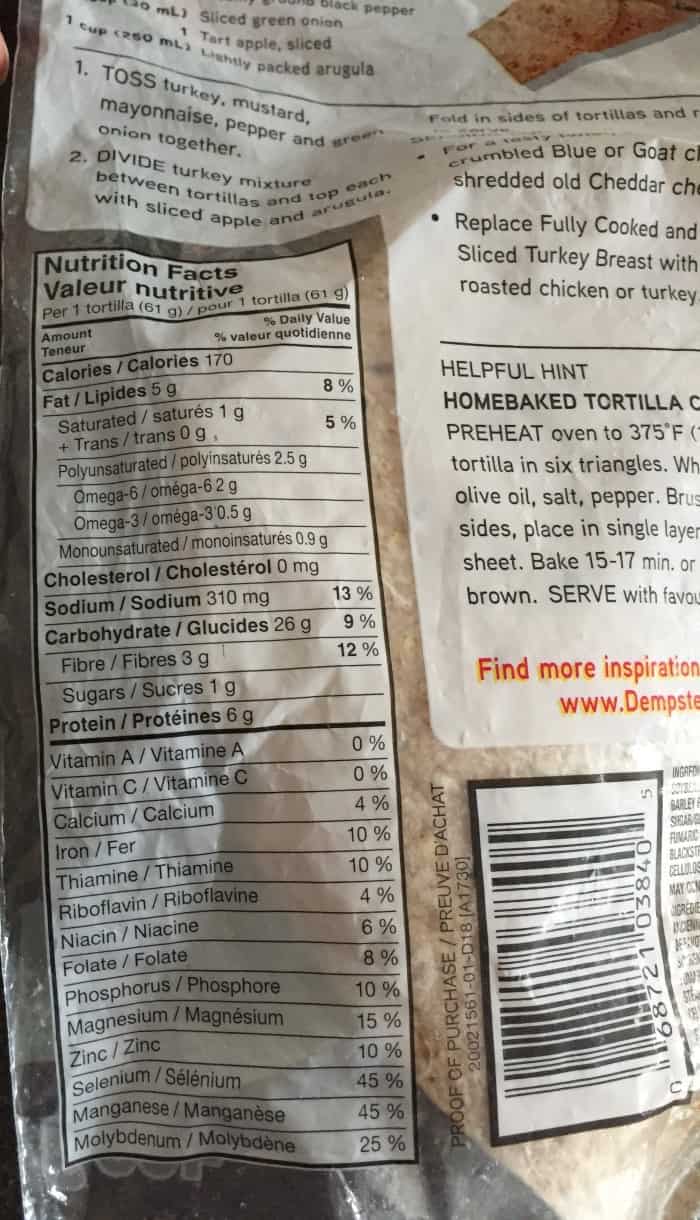 black pepper
mL) Sliced green onion
1 Tart apple, sliced
1 cup (250 mL) Lightly packed arugula
1. TOSS turkey, mustard,
mayonnaise, pepper and green
onion together.
2. DIVIDE turkey mixture
between tortillas and top each
with sliced apple and arugula.
Fold in sides of tortillas and
• For a tasty
crumbled Blue or Goat
shredded old Cheddar
• Replace Fully Cooked and
Sliced Turkey Breast with
roasted chicken or turkey
HELPFUL HINT
HOMEBAKED TORTILLA C
PREHEAT oven to 375°F
tortilla in six triangles. Wh
olive oil, salt, pepper. Brus
sides, place in single layer
sheet. Bake 15-17 min. or
brown. SERVE with favou
Find more inspiration
www.Dempste
Nutrition Facts
Valeur nutritive
Per 1 tortilla (61 g) / pour 1 tortilla (61 g)
Amount % Daily Value
Teneur % valeur quotidienne
Calories / Calories 170
Fat / Lipides 5 g 8 %
Saturated / saturés 1 g 5 %
+ Trans / trans 0 g
Polyunsaturated / polyinsaturés 2.5 g
Omega-6 / oméga-6 2 g
Omega-3 / oméga-3 0.5 g
Monounsaturated / monoinsaturés 0.9 g
Cholesterol / Cholestérol 0 mg
Sodium / Sodium 310 mg 13 %
Carbohydrate / Glucides 26 g 9 %
Fibre / Fibres 3 g 12 %
Sugars / Sucres 1 g
Protein / Protéines 6 g
Vitamin A / Vitamine A 0 %
Vitamin C / Vitamine C 0 %
Calcium / Calcium 4 %
Iron / Fer 10 %
Thiamine / Thiamine 10 %
Riboflavin / Riboflavine 4 %
Niacin / Niacine 6 %
Folate / Folate 8 %
Phosphorus / Phosphore 10 %
Magnesium / Magnésium 15 %
Zinc / Zinc 10 %
Selenium / Sélénium 45 %
Manganese / Manganèse 45 %
Molybdenum / Molybdène 25 %
PROOF OF PURCHASE / PREUVE D'ACHAT
20021561-01-D18 [A1730]
0 68721 03840 5
BARLEY
FUMARIC
MAY